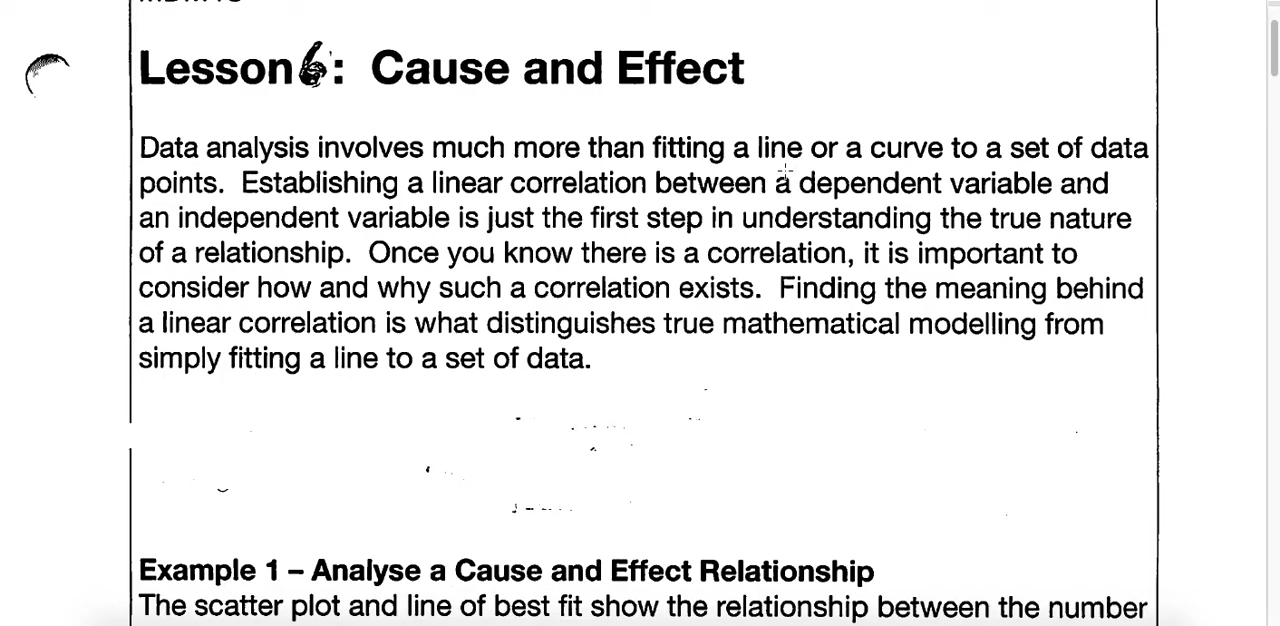 Lesson 6: Cause and Effect
Data analysis involves much more than fitting a line or a curve to a set of data
points. Establishing a linear correlation between a dependent variable and
an independent variable is just the first step in understanding the true nature
of a relationship. Once you know there is a correlation, it is important to
consider how and why such a correlation exists. Finding the meaning behind
a linear correlation is what distinguishes true mathematical modelling from
simply fitting a line to a set of data.
Example 1 – Analyse a Cause and Effect Relationship
The scatter plot and line of best fit show the relationship between the number